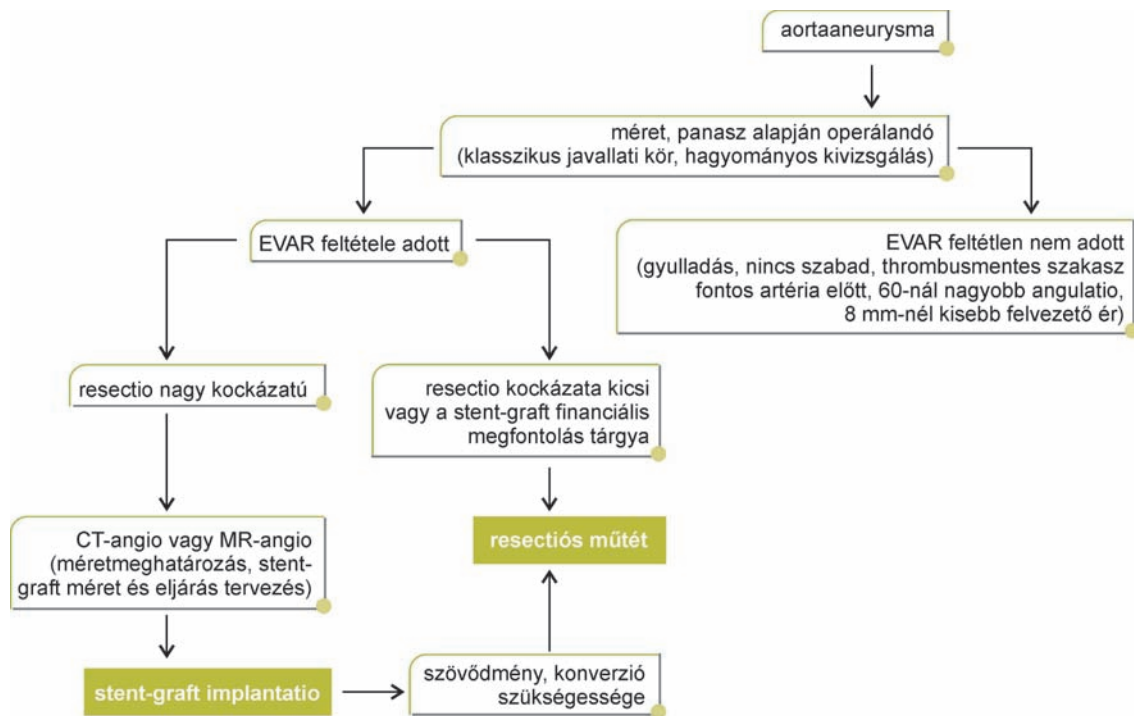 aortaaneurysma
méret, panasz alapján operálandó
(klasszikus javallati kör, hagyományos kivizsgálás)
EVAR feltétele adott
EVAR feltétlen nem adott
(gyulladás, nincs szabad, thrombusmentes szakasz
fontos artéria előtt, 60-nál nagyobb angulatio,
8 mm-nél kisebb felvezető ér)
resectio nagy kockázatú
resectio kockázata kicsi
vagy a stent-graft financiális
megfontolás tárgya
CT-angio vagy MR-angio
(méretmeghatározás, stent-
graft méret és eljárás tervezés)
resectiós műtét
stent-graft implantatio
szövődmény, konverzió
szükségessége